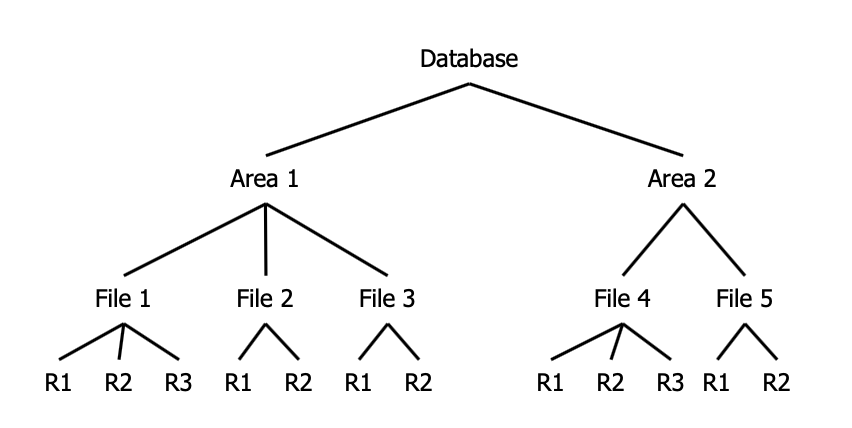 Database
Area 1 Area 2
File 1 File 2 File 3 File 4 File 5
R1 R2 R3 R1 R2 R1 R2 R1 R2 R3 R1 R2